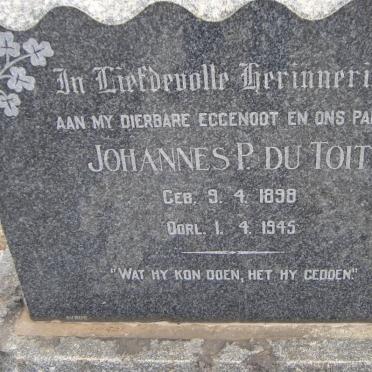 In Liefdevolle Herinneri
AAN MY DIERBARE EGGENOOT EN ONS PA
JOHANNES P. DU TOIT
GEB. 9. 4. 1898
OORL. 1. 4. 1945
"WAT HY KON DOEN, HET HY GEDOEN."